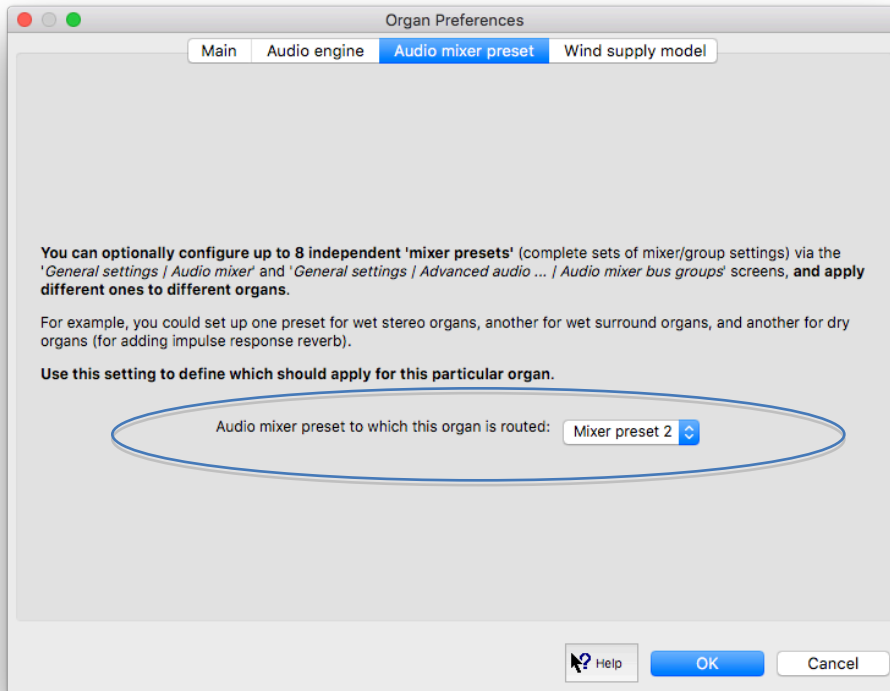 Organ Preferences
Main Audio engine Audio mixer preset Wind supply model
You can optionally configure up to 8 independent 'mixer presets' (complete sets of mixer/group settings) via the
'General settings | Audio mixer' and 'General settings | Advanced audio ... | Audio mixer bus groups' screens, and apply
different ones to different organs.
For example, you could set up one preset for wet stereo organs, another for wet surround organs, and another for dry
organs (for adding impulse response reverb).
Use this setting to define which should apply for this particular organ.
Audio mixer preset to which this organ is routed: Mixer preset 2
? Help OK Cancel